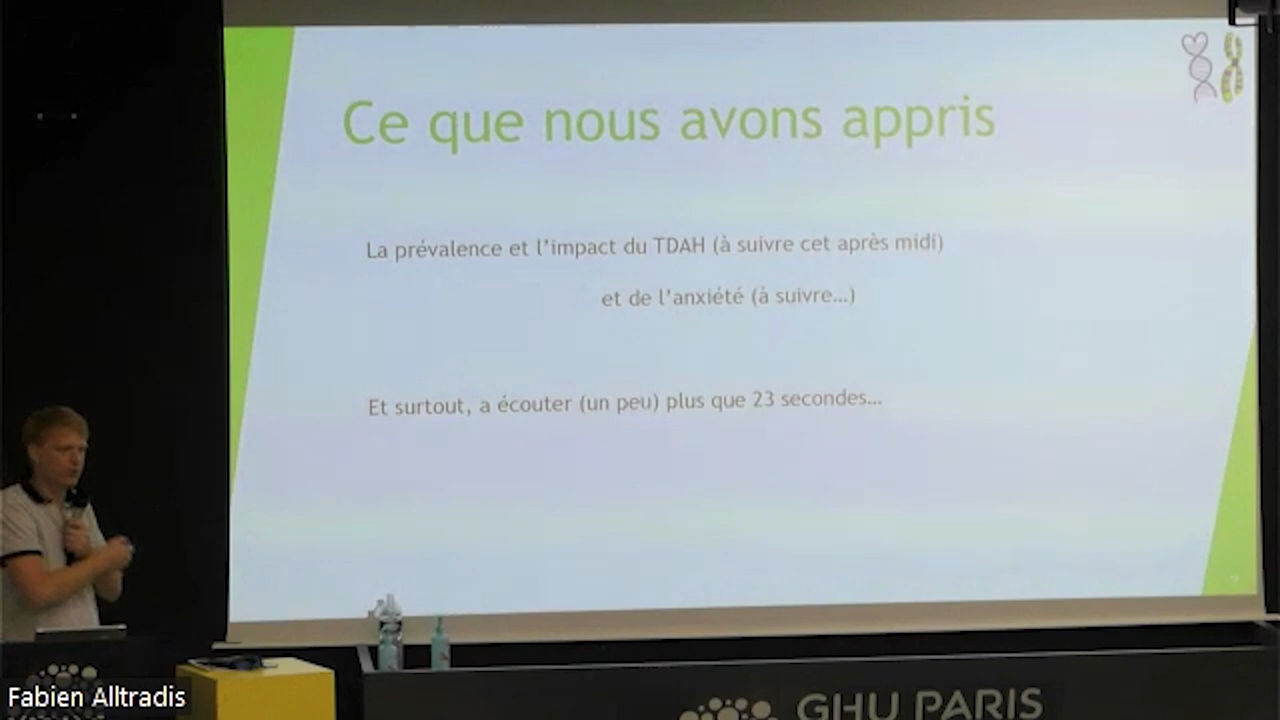 Ce que nous avons appris
La prévalence et l'impact du TDAH (à suivre cet après midi)
et de l'anxiété (à suivre…)
Et surtout, a écouter (un peu) plus que 23 secondes…
Fabien Alltradis
GHU PARIS